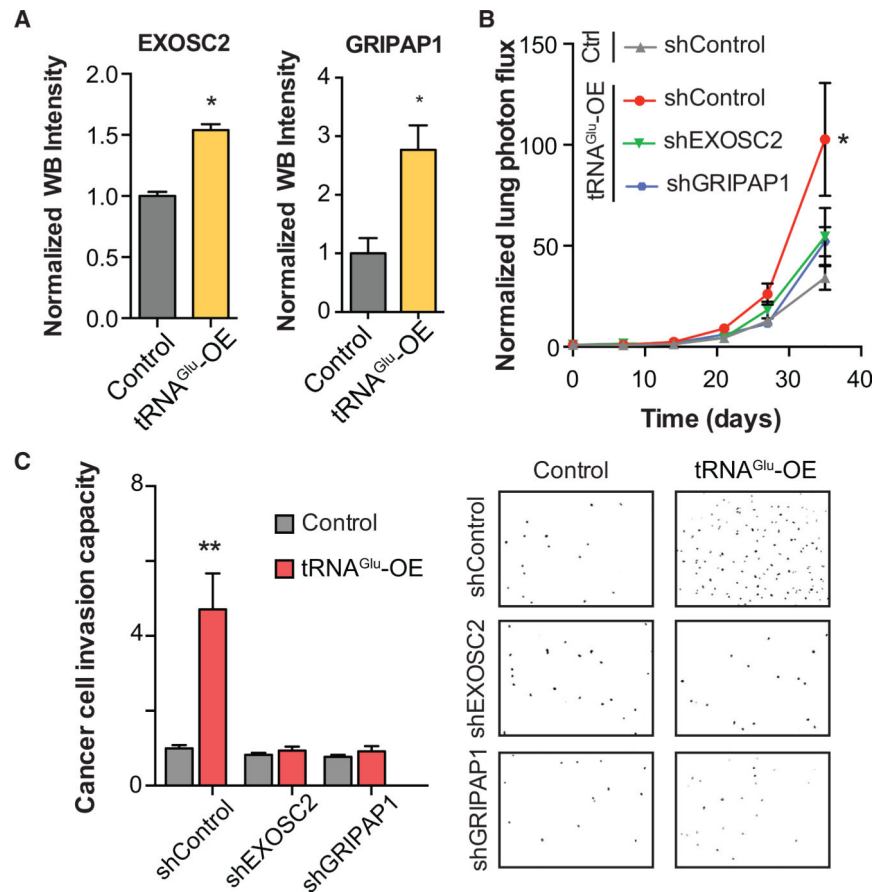 A
EXOSC2
Normalized WB Intensity
2.0
1.5
1.0
0.5
0.0
*
Control
tRNAᴳˡᵘ-OE
GRIPAP1
Normalized WB Intensity
4
3
2
1
0
*
Control
tRNAᴳˡᵘ-OE
B
Normalized lung photon flux
150
100
50
0
Ctrl
shControl
tRNAᴳˡᵘ-OE
shControl
shEXOSC2
shGRIPAP1
*
0 10 20 30 40
Time (days)
C
Cancer cell invasion capacity
8
4
0
**
Control
tRNAᴳˡᵘ-OE
shControl
shEXOSC2
shGRIPAP1
Control tRNAᴳˡᵘ-OE
shControl
shEXOSC2
shGRIPAP1